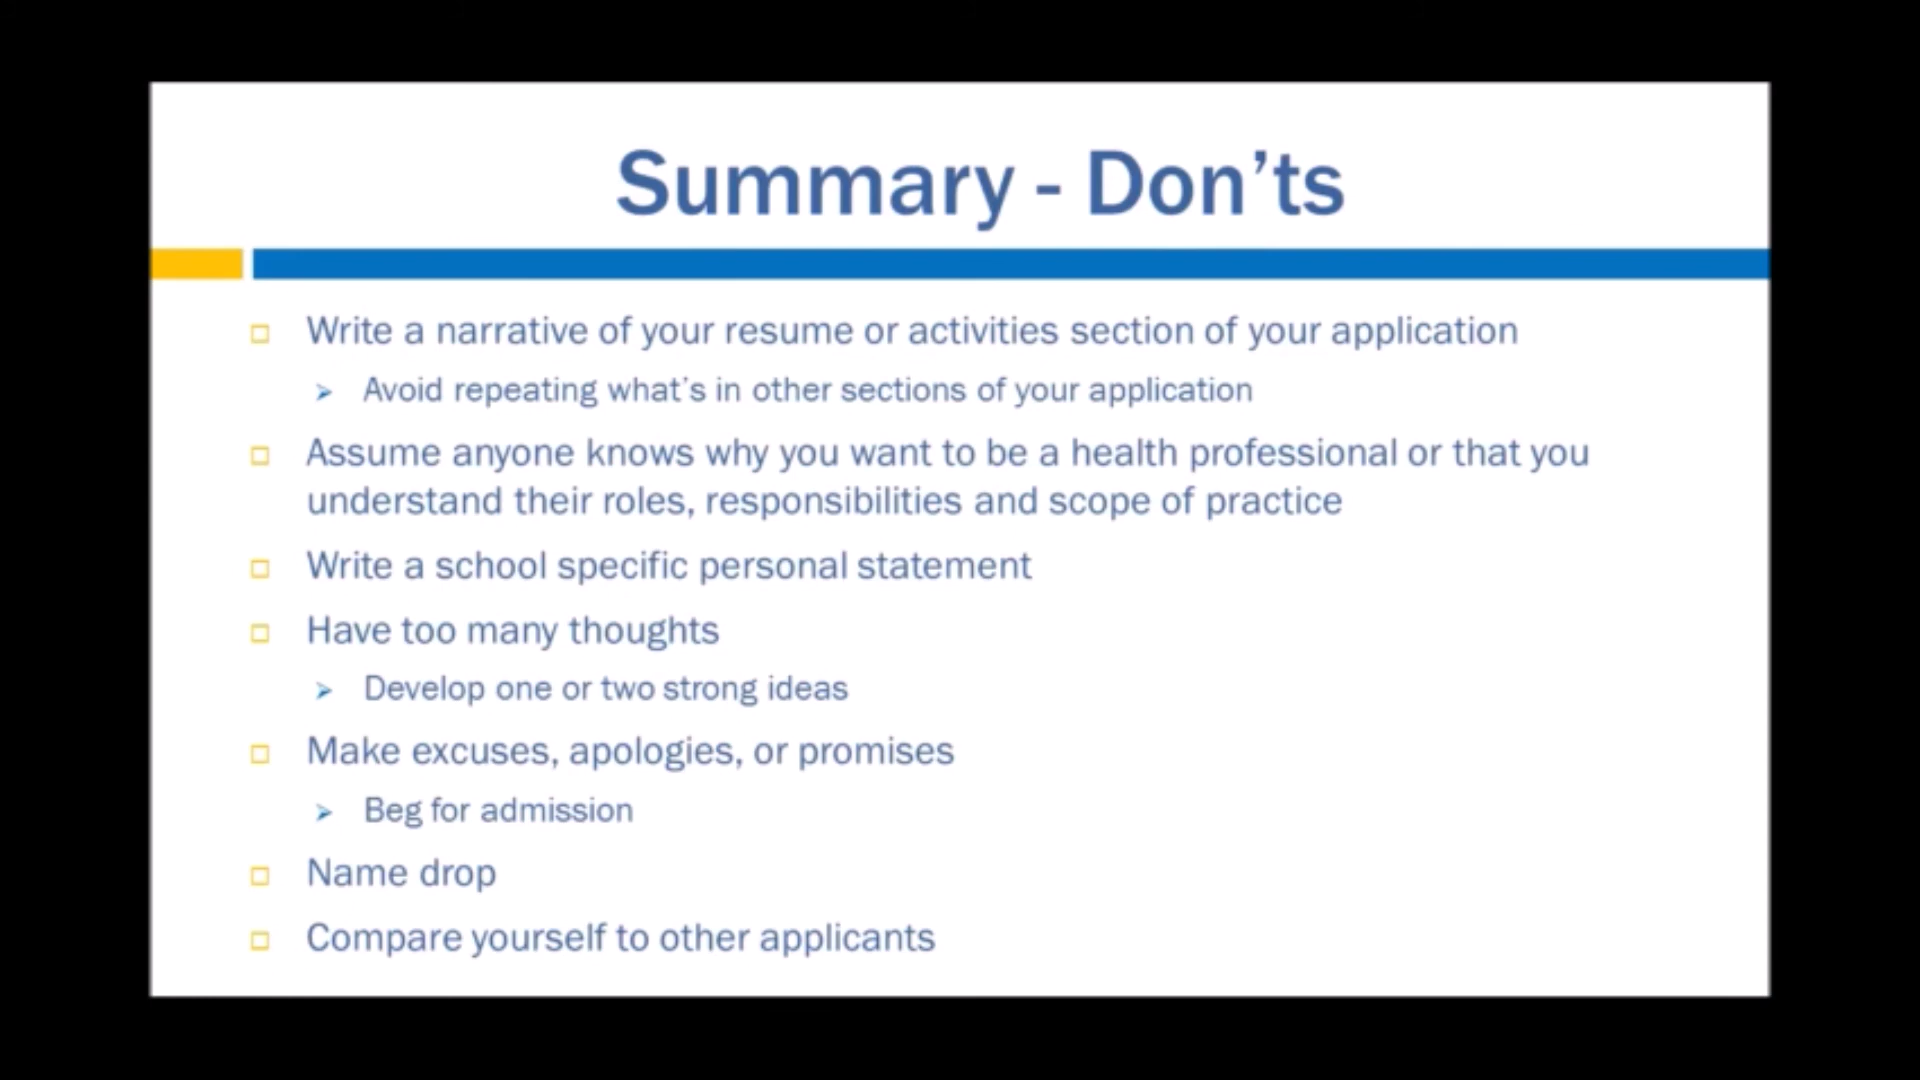 Summary - Don’ts
Write a narrative of your resume or activities section of your application
Avoid repeating what’s in other sections of your application
Assume anyone knows why you want to be a health professional or that you
understand their roles, responsibilities and scope of practice
Write a school specific personal statement
Have too many thoughts
Develop one or two strong ideas
Make excuses, apologies, or promises
Beg for admission
Name drop
Compare yourself to other applicants